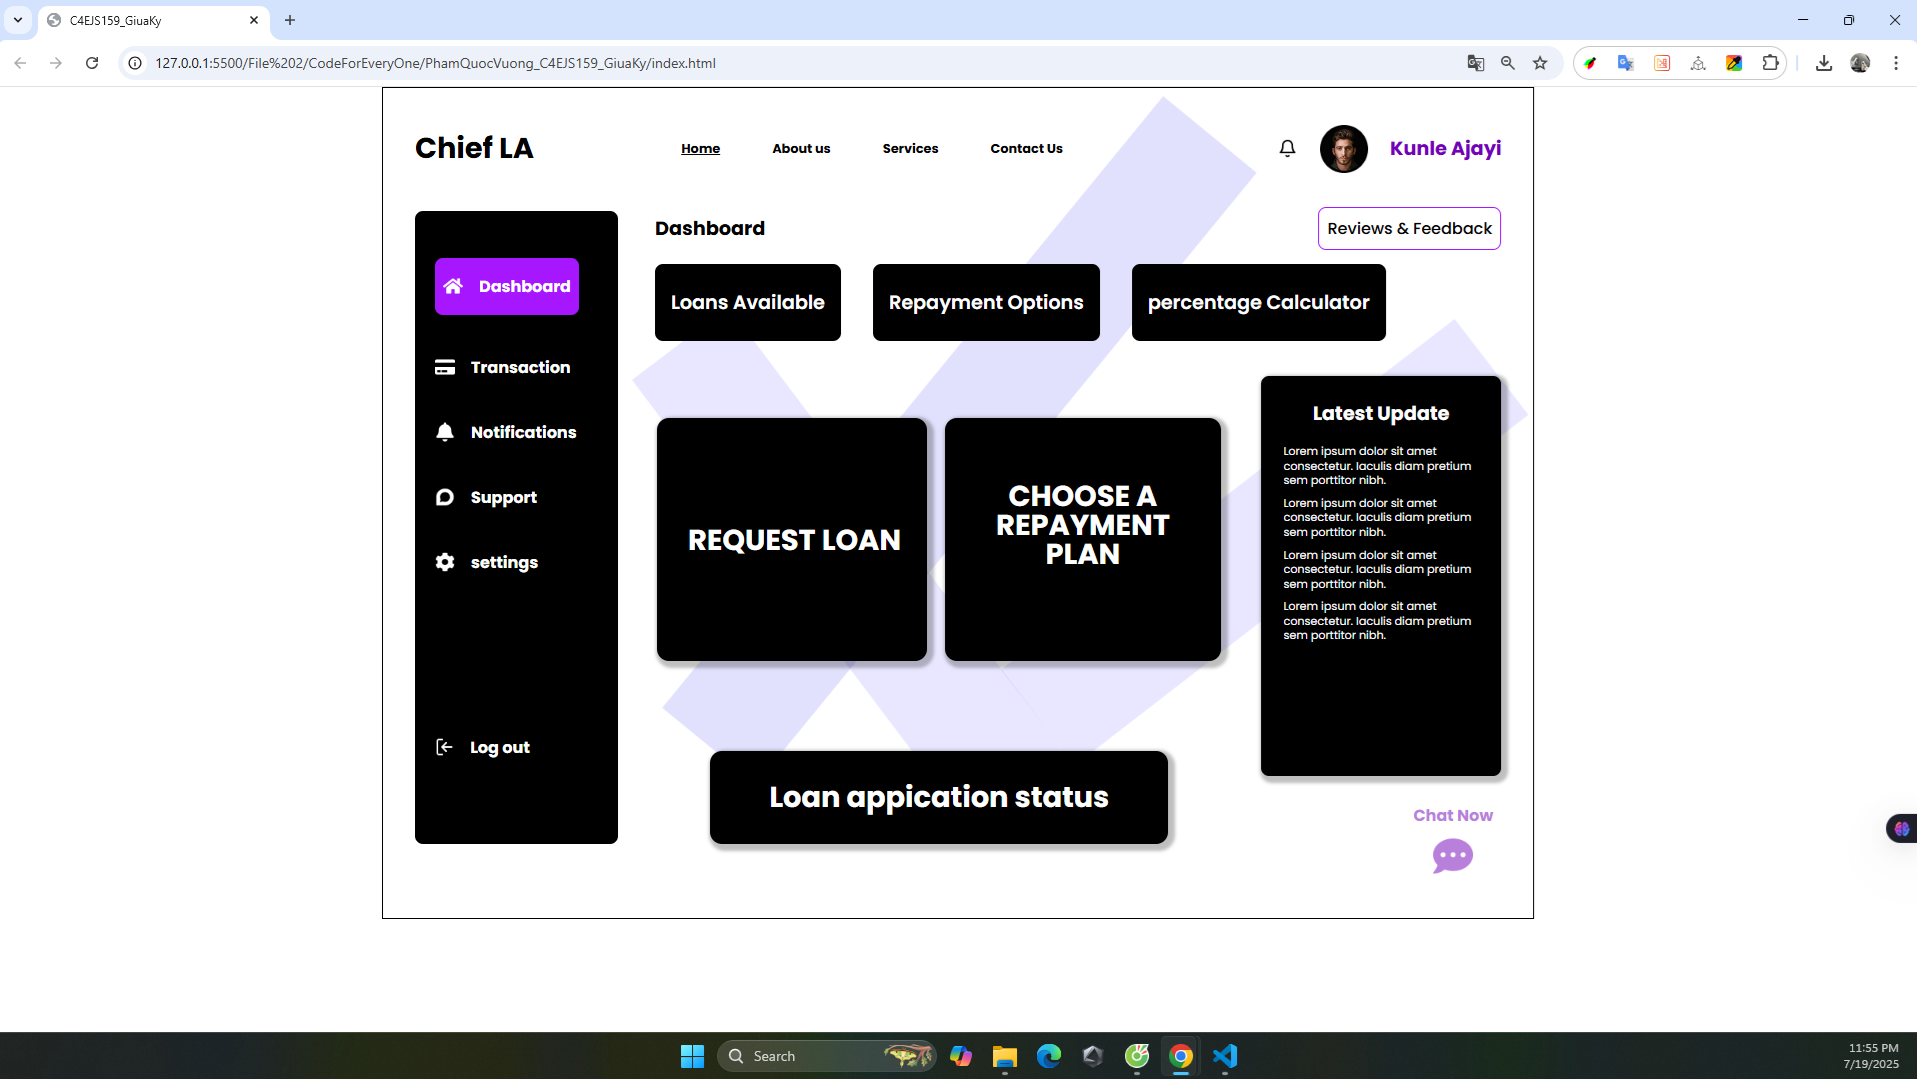 C4EJS159_GiuaKy
127.0.0.1:5500/File%202/CodeForEveryOne/PhamQuocVuong_C4EJS159_GiuaKy/index.html
Chief LA
Home
About us
Services
Contact Us
Kunle Ajayi
Dashboard
Transaction
Notifications
Support
settings
Log out
Dashboard
Reviews & Feedback
Loans Available
Repayment Options
percentage Calculator
REQUEST LOAN
CHOOSE A
REPAYMENT
PLAN
Latest Update
Lorem ipsum dolor sit amet
consectetur. Iaculis diam pretium
sem porttitor nibh.
Lorem ipsum dolor sit amet
consectetur. Iaculis diam pretium
sem porttitor nibh.
Lorem ipsum dolor sit amet
consectetur. Iaculis diam pretium
sem porttitor nibh.
Lorem ipsum dolor sit amet
consectetur. Iaculis diam pretium
sem porttitor nibh.
Loan appication status
Chat Now
Search
11:55 PM
7/19/2025